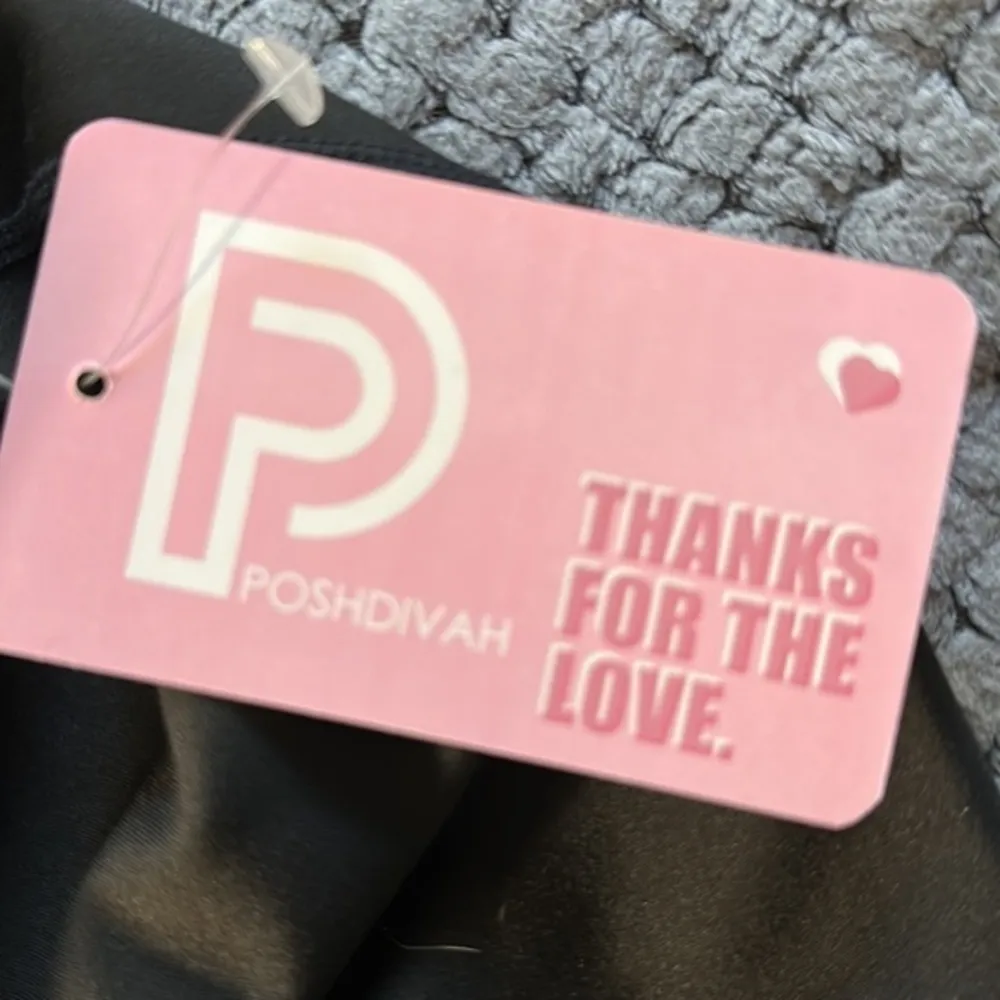 P
POSHDIVAH
THANKS
FOR THE
LOVE.